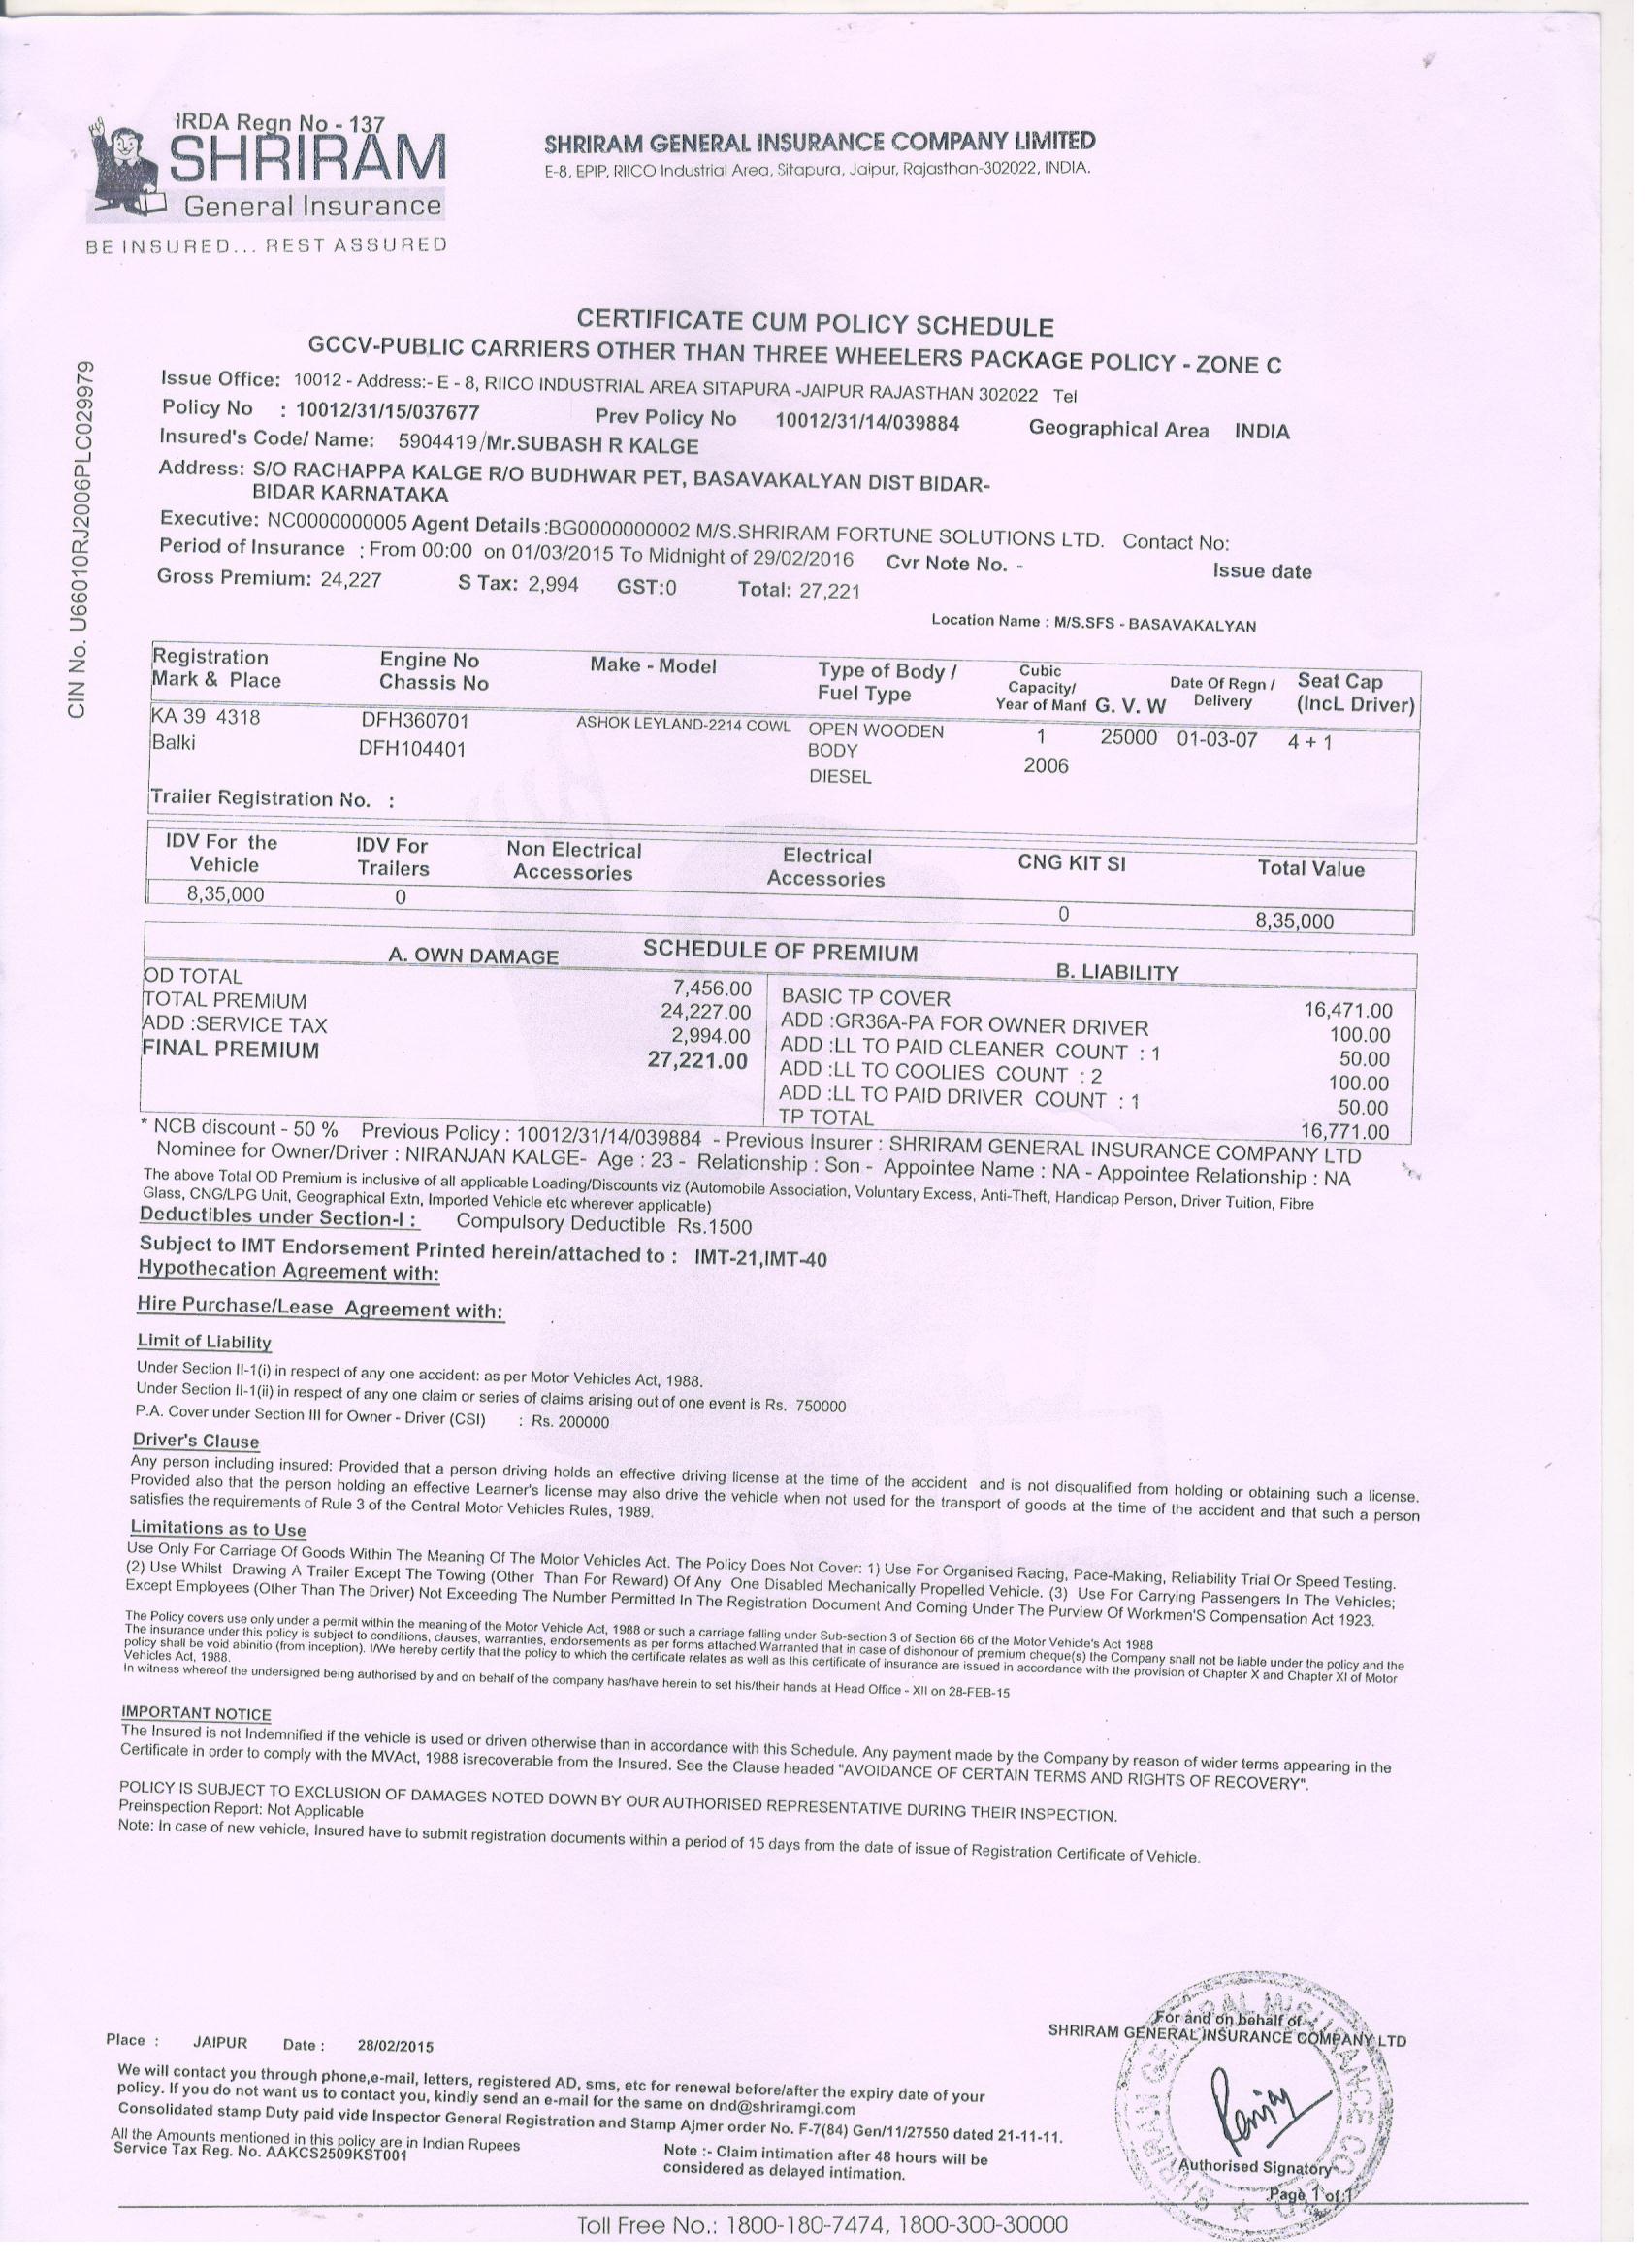 IRDA Regn No - 137
SHRIRAM
General Insurance
BE INSURED... REST ASSURED
SHRIRAM GENERAL INSURANCE COMPANY LIMITED
E-8, EPIP, RIICO Industrial Area, Sitapura, Jaipur, Rajasthan-302022, INDIA.
CIN No. U66010RJ2006PLC029979
CERTIFICATE CUM POLICY SCHEDULE
GCCV-PUBLIC CARRIERS OTHER THAN THREE WHEELERS PACKAGE POLICY - ZONE C
Issue Office: 10012 - Address:- E - 8, RIICO INDUSTRIAL AREA SITAPURA -JAIPUR RAJASTHAN 302022 Tel
Policy No : 10012/31/15/037677 Prev Policy No 10012/31/14/039884 Geographical Area INDIA
Insured's Code/ Name: 5904419/Mr.SUBASH R KALGE
Address: S/O RACHAPPA KALGE R/O BUDHWAR PET, BASAVAKALYAN DIST BIDAR-
BIDAR KARNATAKA
Executive: NC0000000005 Agent Details:BG0000000002 M/S.SHRIRAM FORTUNE SOLUTIONS LTD. Contact No:
Period of Insurance : From 00:00 on 01/03/2015 To Midnight of 29/02/2016 Cvr Note No. - Issue date
Gross Premium: 24,227 S Tax: 2,994 GST:0 Total: 27,221
Location Name : M/S.SFS - BASAVAKALYAN
Registration Mark & Place Engine No Chassis No Make - Model Type of Body / Fuel Type Cubic Capacity/ Year of Manf G. V. W Date Of Regn / Delivery Seat Cap (IncL Driver)
KA 39 4318 DFH360701 ASHOK LEYLAND-2214 COWL OPEN WOODEN 1 25000 01-03-07 4 + 1
Balki DFH104401 BODY 2006
DIESEL
Trailer Registration No. :
IDV For the Vehicle IDV For Trailers Non Electrical Accessories Electrical Accessories CNG KIT SI Total Value
8,35,000 0 0 8,35,000
SCHEDULE OF PREMIUM
A. OWN DAMAGE B. LIABILITY
OD TOTAL 7,456.00 BASIC TP COVER 16,471.00
TOTAL PREMIUM 24,227.00 ADD :GR36A-PA FOR OWNER DRIVER 100.00
ADD :SERVICE TAX 2,994.00 ADD :LL TO PAID CLEANER COUNT : 1 50.00
FINAL PREMIUM 27,221.00 ADD :LL TO COOLIES COUNT : 2 100.00
ADD :LL TO PAID DRIVER COUNT : 1 50.00
TP TOTAL 16,771.00
* NCB discount - 50 % Previous Policy : 10012/31/14/039884 - Previous Insurer : SHRIRAM GENERAL INSURANCE COMPANY LTD
Nominee for Owner/Driver : NIRANJAN KALGE- Age : 23 - Relationship : Son - Appointee Name : NA - Appointee Relationship : NA
The above Total OD Premium is inclusive of all applicable Loading/Discounts viz (Automobile Association, Voluntary Excess, Anti-Theft, Handicap Person, Driver Tuition, Fibre
Glass, CNG/LPG Unit, Geographical Extn, Imported Vehicle etc wherever applicable)
Deductibles under Section-I : Compulsory Deductible Rs.1500
Subject to IMT Endorsement Printed herein/attached to : IMT-21,IMT-40
Hypothecation Agreement with:
Hire Purchase/Lease Agreement with:
Limit of Liability
Under Section II-1(i) in respect of any one accident: as per Motor Vehicles Act, 1988.
Under Section II-1(ii) in respect of any one claim or series of claims arising out of one event is Rs. 750000
P.A. Cover under Section III for Owner - Driver (CSI) : Rs. 200000
Driver's Clause
Any person including insured: Provided that a person driving holds an effective driving license at the time of the accident and is not disqualified from holding or obtaining such a license.
Provided also that the person holding an effective Learner's license may also drive the vehicle when not used for the transport of goods at the time of the accident and that such a person
satisfies the requirements of Rule 3 of the Central Motor Vehicles Rules, 1989.
Limitations as to Use
Use Only For Carriage Of Goods Within The Meaning Of The Motor Vehicles Act. The Policy Does Not Cover: 1) Use For Organised Racing, Pace-Making, Reliability Trial Or Speed Testing.
(2) Use Whilst Drawing A Trailer Except The Towing (Other Than For Reward) Of Any One Disabled Mechanically Propelled Vehicle. (3) Use For Carrying Passengers In The Vehicles;
Except Employees (Other Than The Driver) Not Exceeding The Number Permitted In The Registration Document And Coming Under The Purview Of Workmen'S Compensation Act 1923.
The Policy covers use only under a permit within the meaning of the Motor Vehicle Act, 1988 or such a carriage falling under Sub-section 3 of Section 66 of the Motor Vehicle's Act 1988
The insurance under this policy is subject to conditions, clauses, warranties, endorsements as per forms attached.Warranted that in case of dishonour of premium cheque(s) the Company shall not be liable under the policy and the
policy shall be void abinitio (from inception). I/We hereby certify that the policy to which the certificate relates as well as this certificate of insurance are issued in accordance with the provision of Chapter X and Chapter XI of Motor
Vehicles Act, 1988.
In witness whereof the undersigned being authorised by and on behalf of the company has/have herein to set his/their hands at Head Office - XII on 28-FEB-15
IMPORTANT NOTICE
The Insured is not Indemnified if the vehicle is used or driven otherwise than in accordance with this Schedule. Any payment made by the Company by reason of wider terms appearing in the
Certificate in order to comply with the MVAct, 1988 isrecoverable from the Insured. See the Clause headed "AVOIDANCE OF CERTAIN TERMS AND RIGHTS OF RECOVERY".
POLICY IS SUBJECT TO EXCLUSION OF DAMAGES NOTED DOWN BY OUR AUTHORISED REPRESENTATIVE DURING THEIR INSPECTION.
Preinspection Report: Not Applicable
Note: In case of new vehicle, Insured have to submit registration documents within a period of 15 days from the date of issue of Registration Certificate of Vehicle.
For and on behalf of
SHRIRAM GENERAL INSURANCE COMPANY LTD
Place : JAIPUR Date : 28/02/2015
We will contact you through phone,e-mail, letters, registered AD, sms, etc for renewal before/after the expiry date of your
policy. If you do not want us to contact you, kindly send an e-mail for the same on dnd@shriramgi.com
Consolidated stamp Duty paid vide Inspector General Registration and Stamp Ajmer order No. F-7(84) Gen/11/27550 dated 21-11-11.
All the Amounts mentioned in this policy are in Indian Rupees
Service Tax Reg. No. AAKCS2509KST001
Note :- Claim intimation after 48 hours will be
considered as delayed intimation.
Authorised Signatory
Page 1 of 1
Toll Free No.: 1800-180-7474, 1800-300-30000